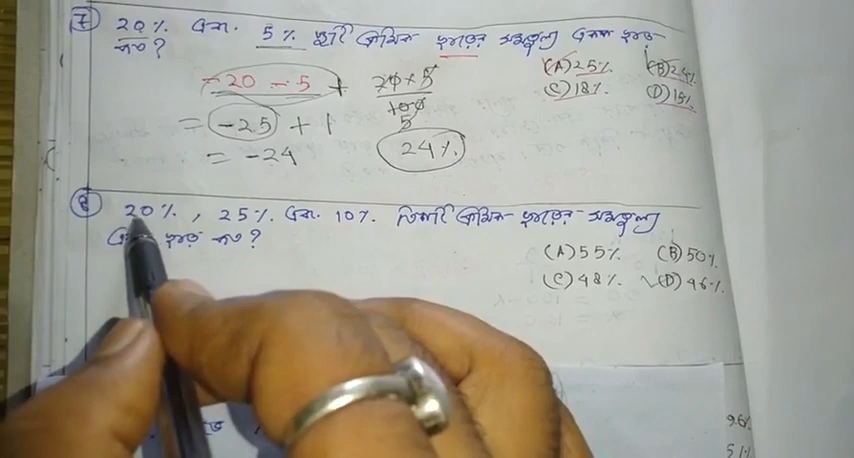 7 20% এবং 5% দুটি ক্রমিক ছাড়ের সমতুল্য একক ছাড়
কত?
(A) 25% (B) 24%
(C) 18% (D) 15%
-20 - 5 + 20×5
100
= -25 + 1
5
= -24
24%
8 20%, 25% এবং 10% তিনটি ক্রমিক ছাড়ের সমতুল্য
ছাড় কত?
(A) 55% (B) 50%
(C) 48% (D) 46%